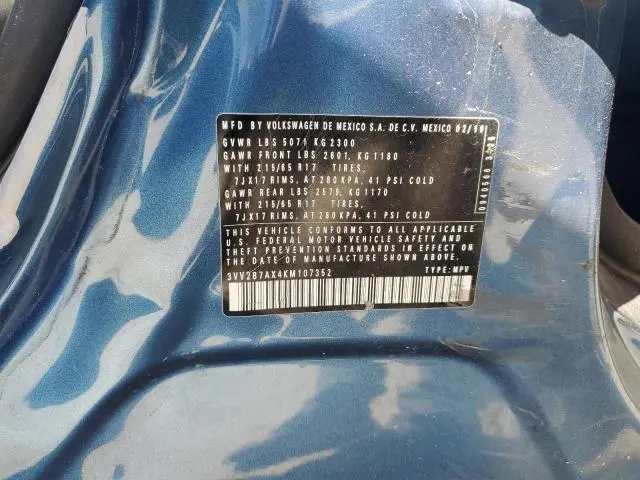 MFD BY VOLKSWAGEN DE MEXICO S.A. DE C.V. MEXICO 02/19
GVWR LBS 5071 KG 2300
GAWR FRONT LBS 2601, KG 1180
WITH 215/65 R17 TIRES,
7JX17 RIMS, AT 280 KPA, 41 PSI COLD
GAWR REAR LBS 2579, KG 1170
WITH 215/65 R17 TIRES,
7JX17 RIMS, AT 280 KPA, 41 PSI COLD
THIS VEHICLE CONFORMS TO ALL APPLICABLE
U.S. FEDERAL MOTOR VEHICLE SAFETY AND
THEFT PREVENTION STANDARDS IN EFFECT ON
THE DATE OF MANUFACTURE SHOWN ABOVE.
3VV2B7AX4KM107352 TYPE: MPV